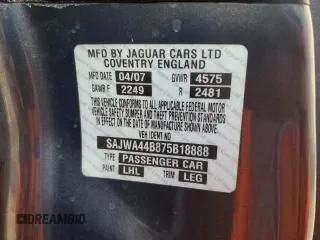 MFD BY JAGUAR CARS LTD
COVENTRY ENGLAND
MFD DATE 04/07 GVWR 4575
GAWR F 2249 R 2481
THIS VEHICLE CONFORMS TO ALL APPLICABLE FEDERAL MOTOR
VEHICLE SAFETY BUMPER AND THEFT PREVENTION STANDARDS
IN EFFECT ON THE DATE OF MANUFACTURE SHOWN ABOVE
VEH IDENT NO
SAJWA44B875B18888
TYPE PASSENGER CAR
PAINT LHL TRIM LEG
© DREAMBID